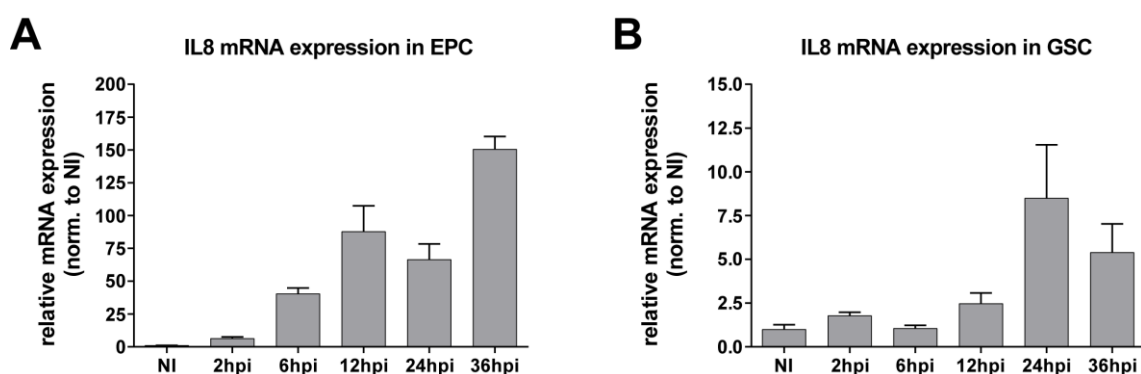 A
IL8 mRNA expression in EPC
relative mRNA expression
(norm. to NI)
200
175
150
125
100
75
50
25
0
NI 2hpi 6hpi 12hpi 24hpi 36hpi
B
IL8 mRNA expression in GSC
relative mRNA expression
(norm. to NI)
15.0
12.5
10.0
7.5
5.0
2.5
0.0
NI 2hpi 6hpi 12hpi 24hpi 36hpi